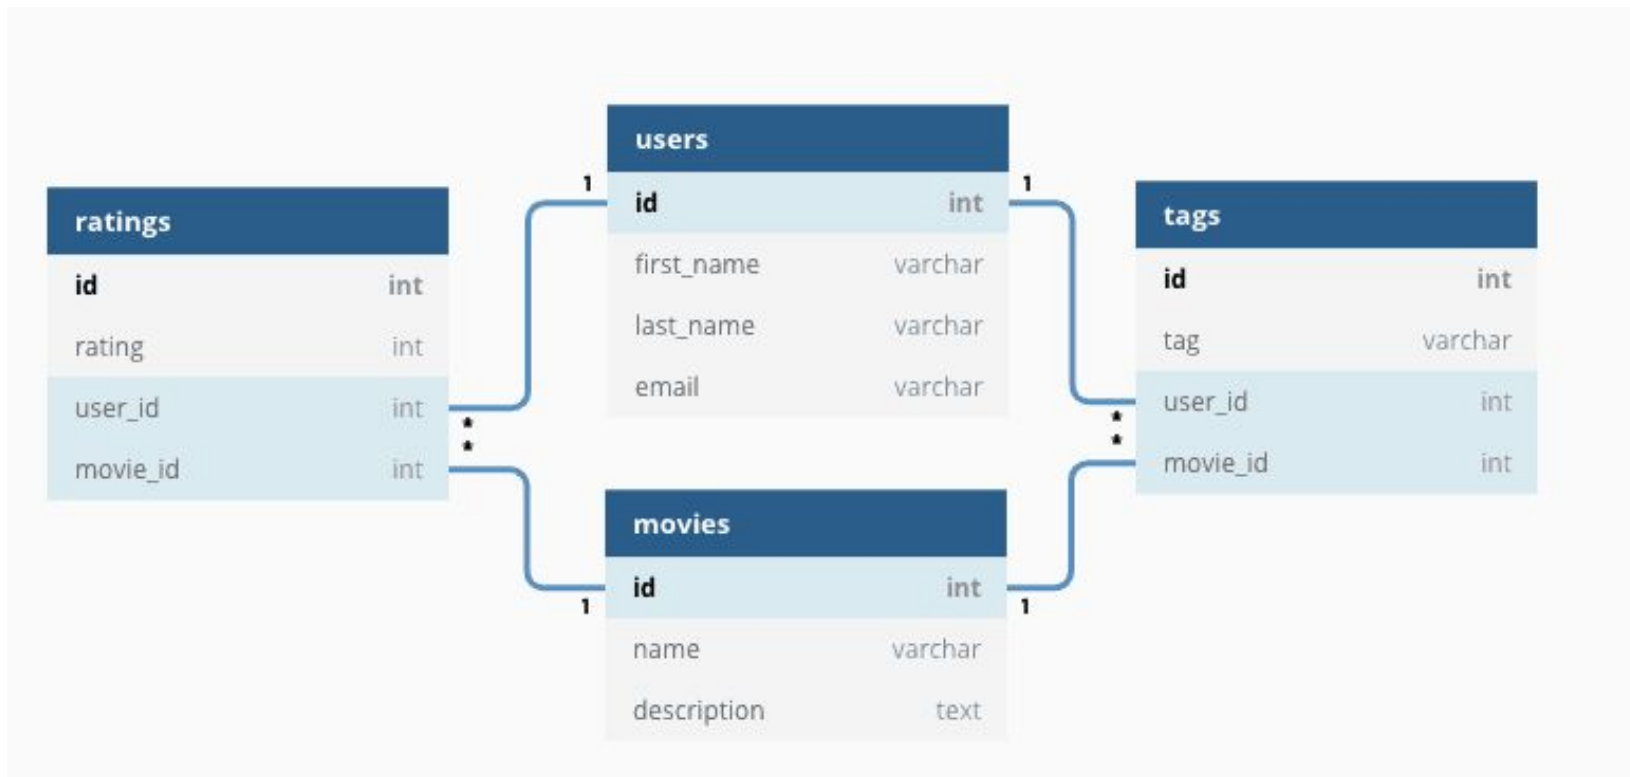 users
1
id int
1
first_name varchar
last_name varchar
email varchar
ratings
id int
rating int
user_id int
*
*
movie_id int
tags
id int
tag varchar
user_id int
*
*
movie_id int
movies
id int
1
1
name varchar
description text